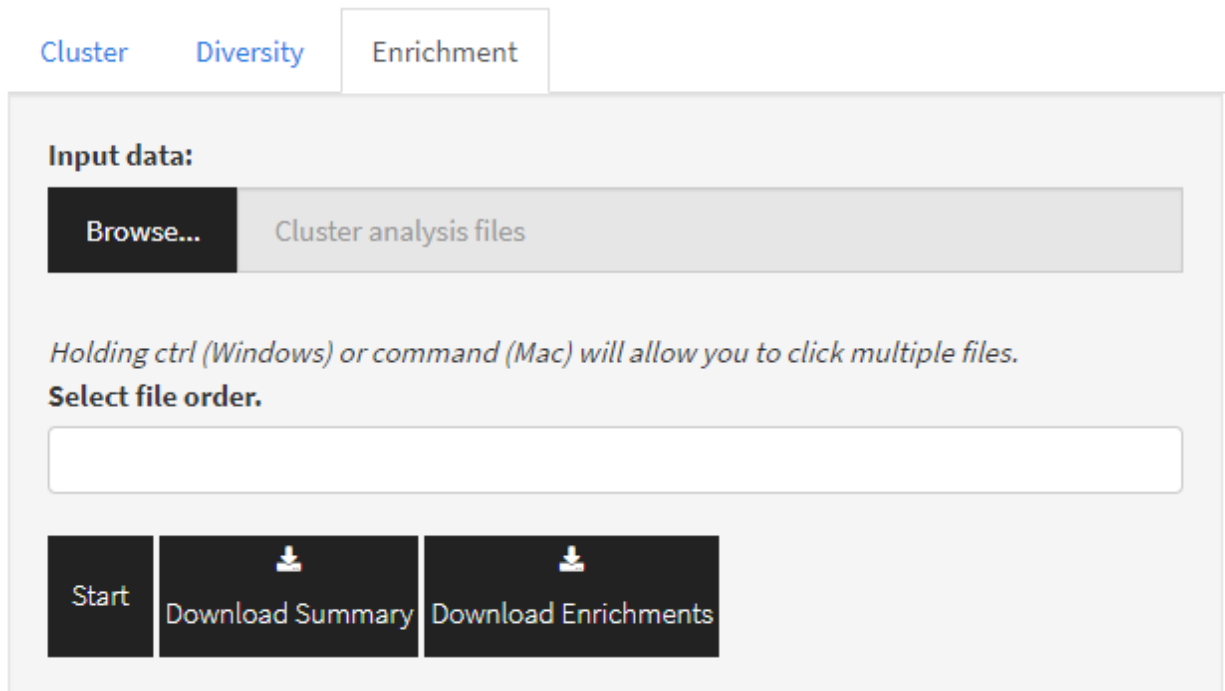 Cluster Diversity Enrichment
Input data:
Browse... Cluster analysis files
Holding ctrl (Windows) or command (Mac) will allow you to click multiple files.
Select file order.
Start Download Summary Download Enrichments